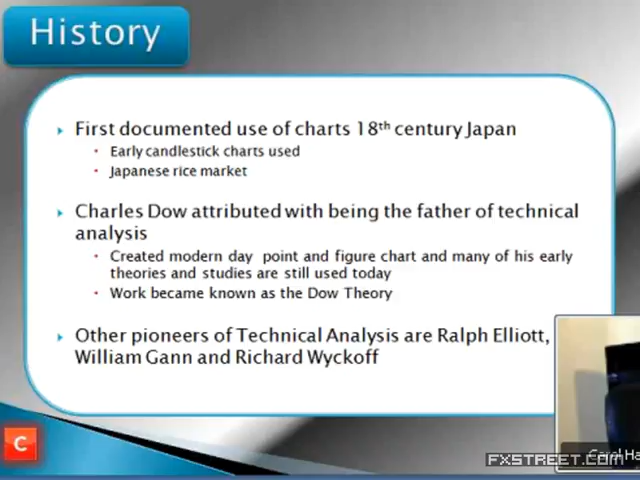 History
First documented use of charts 18th century Japan
Early candlestick charts used
Japanese rice market
Charles Dow attributed with being the father of technical
analysis
Created modern day point and figure chart and many of his early
theories and studies are still used today
Work became known as the Dow Theory
Other pioneers of Technical Analysis are Ralph Elliott,
William Gann and Richard Wyckoff
C
Carol Ha
FXSTREET.COM